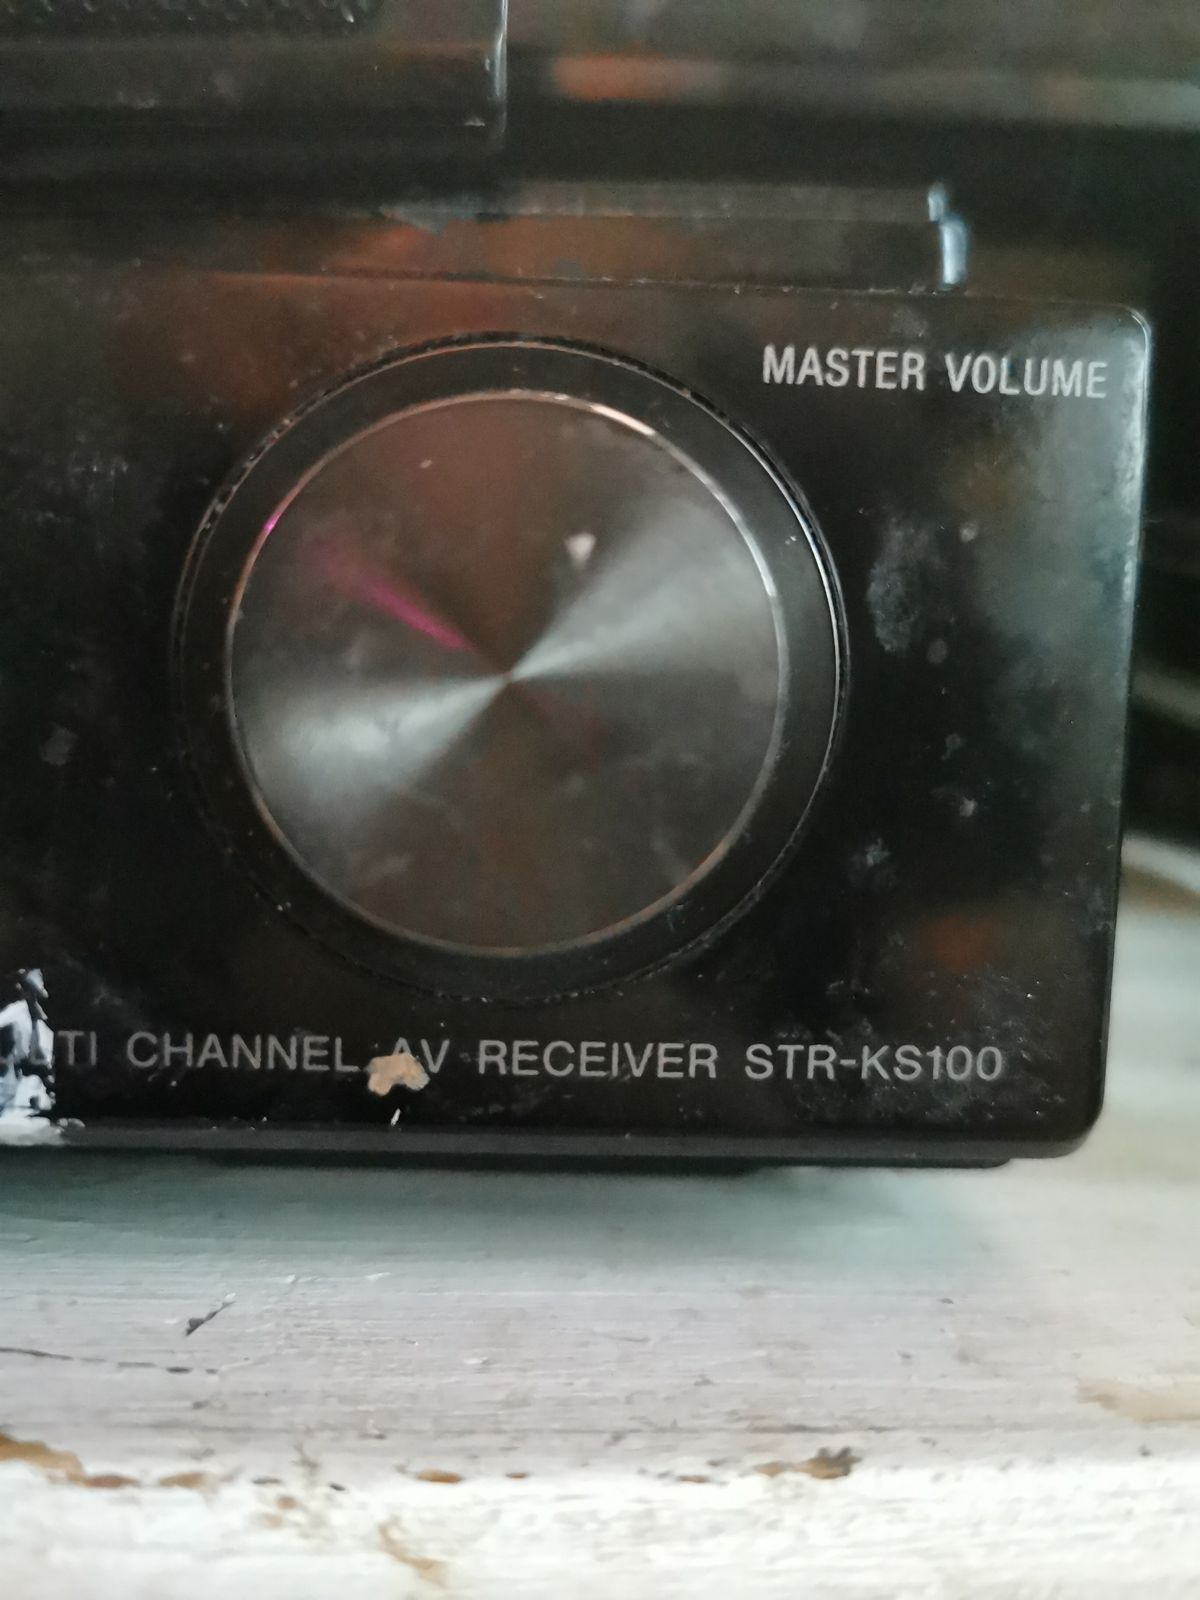 MASTER VOLUME
CHANNEL AV RECEIVER STR-KS100